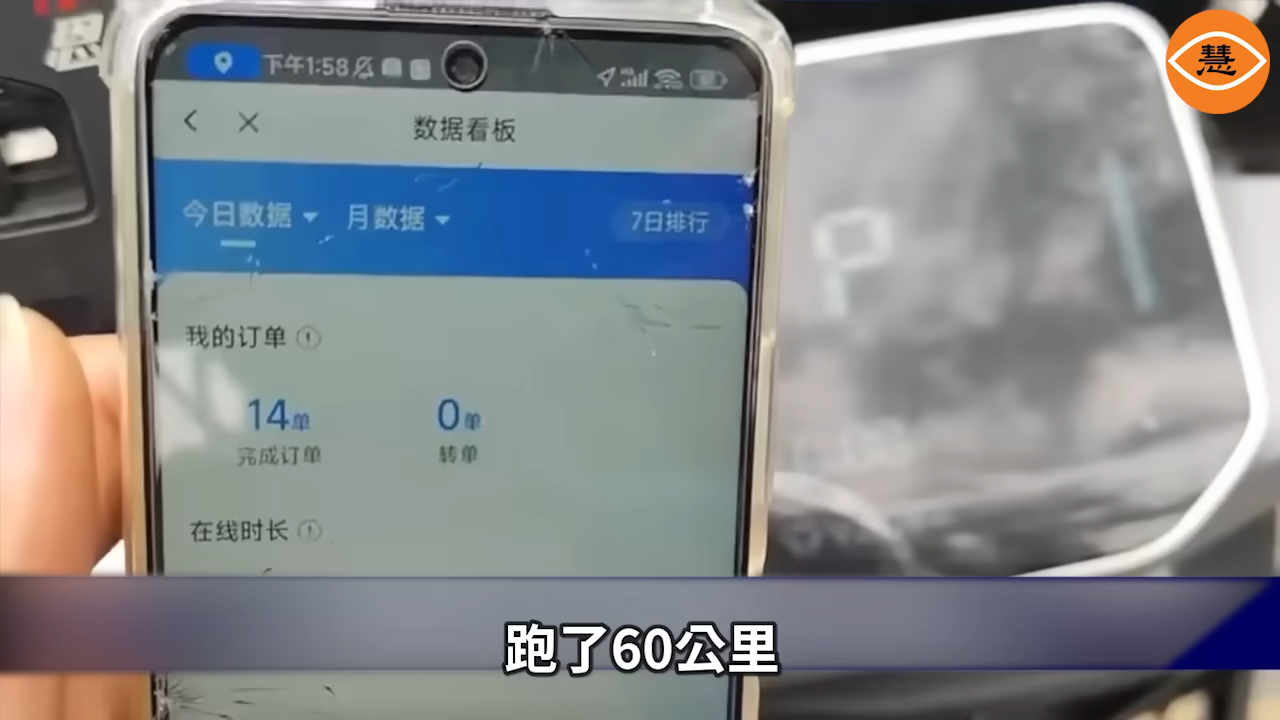 慧
下午1:58
数据看板
今日数据 月数据 7日排行
我的订单
14单 0单
完成订单 转单
在线时长
P
跑了60公里